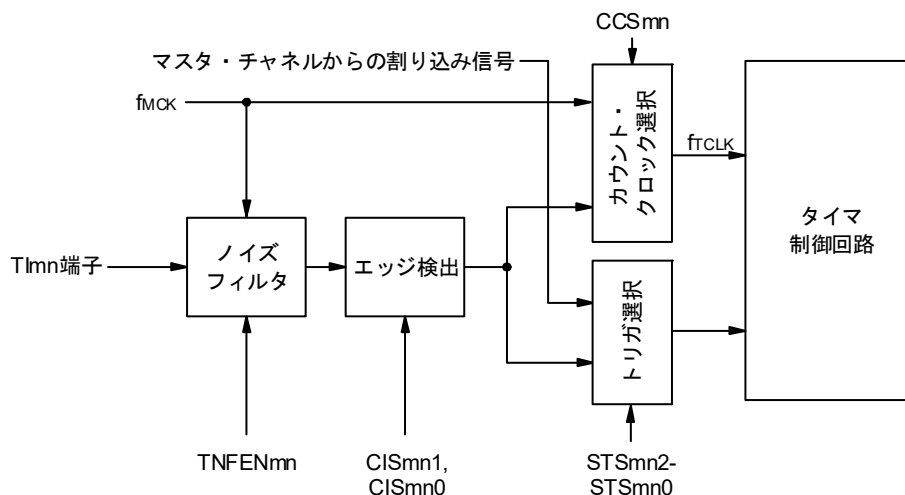 CCSmn
マスタ・チャネルからの割り込み信号
fMCK
カウント・
クロック選択
fTCLK
タイマ
制御回路
TImn端子
ノイズ
フィルタ
エッジ検出
トリガ選択
TNFENmn
CISmn1,
CISmn0
STSmn2-
STSmn0